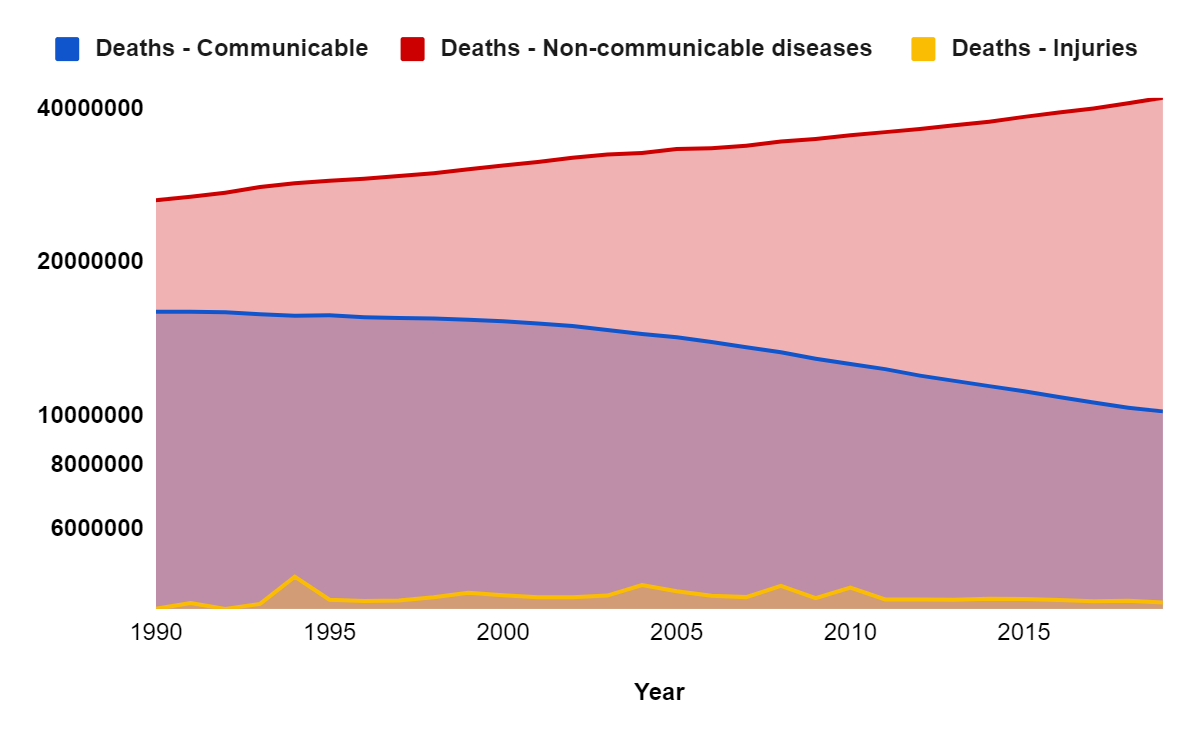 Deaths - Communicable Deaths - Non-communicable diseases Deaths - Injuries
40000000
20000000
10000000
8000000
6000000
1990 1995 2000 2005 2010 2015
Year